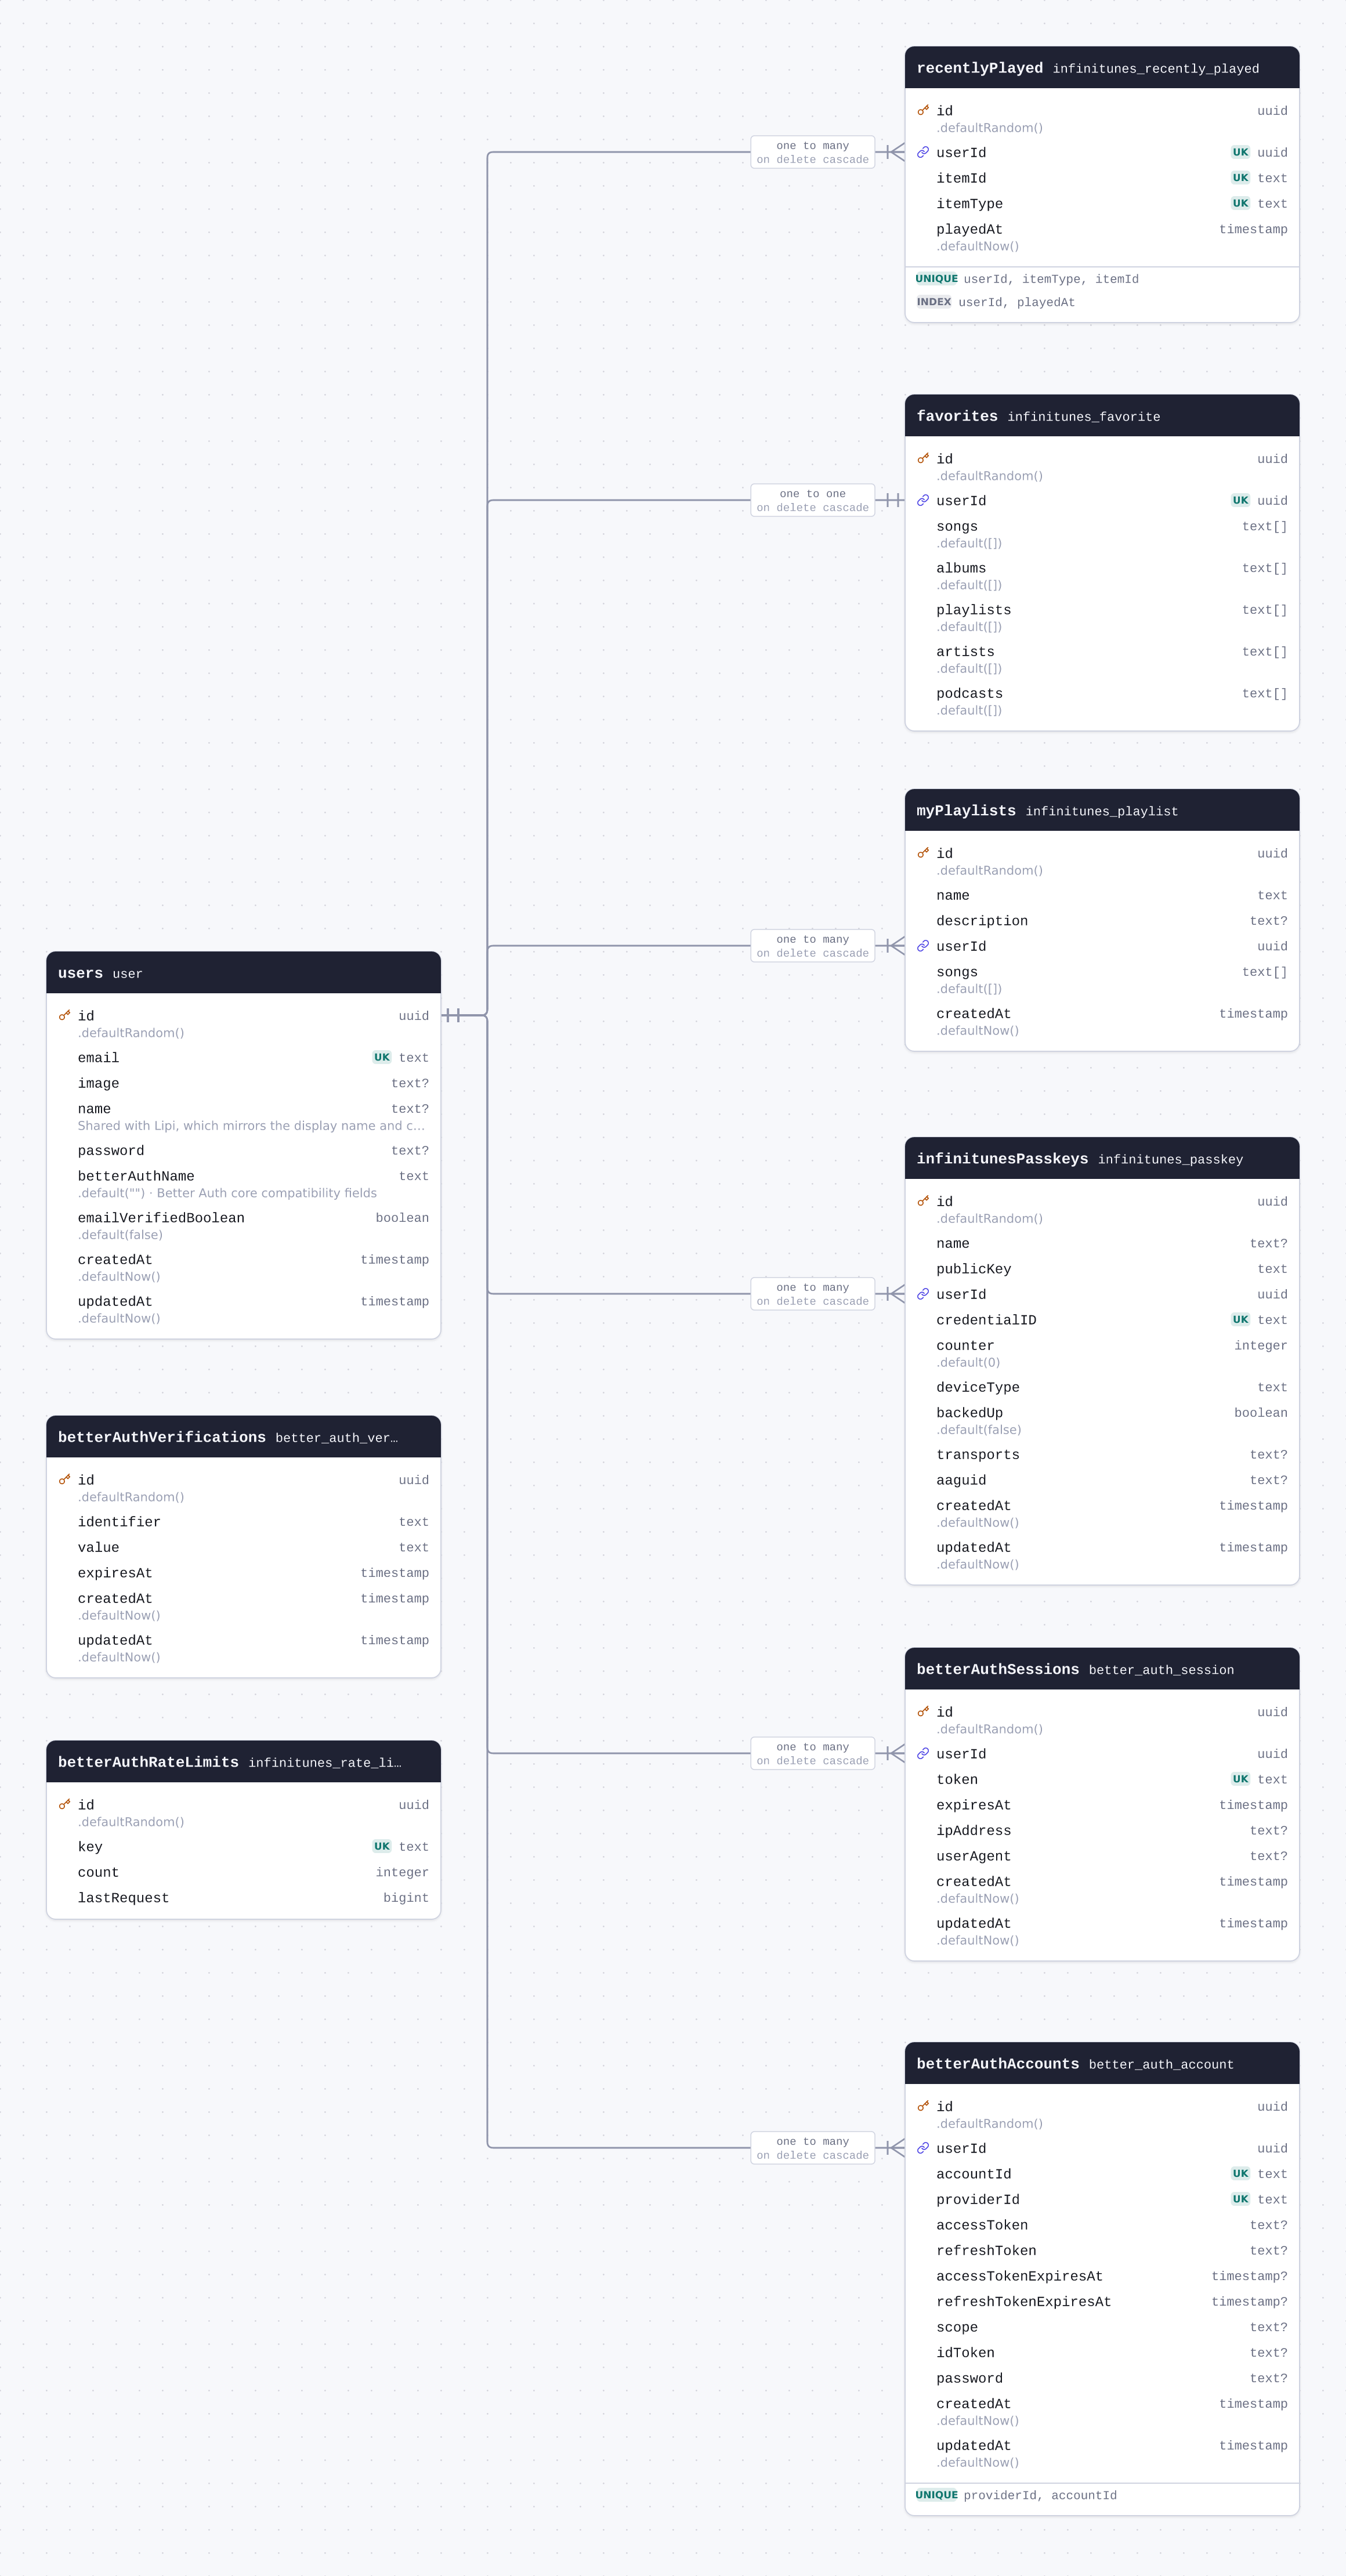 recentlyPlayed infinitunes_recently_played
id uuid
.defaultRandom()
userId UK uuid
itemId UK text
itemType UK text
playedAt timestamp
.defaultNow()
UNIQUE userId, itemType, itemId
INDEX userId, playedAt
one to many
on delete cascade
favorites infinitunes_favorite
id uuid
.defaultRandom()
userId UK uuid
songs text[]
.default([])
albums text[]
.default([])
playlists text[]
.default([])
artists text[]
.default([])
podcasts text[]
.default([])
one to one
on delete cascade
myPlaylists infinitunes_playlist
id uuid
.defaultRandom()
name text
description text?
userId uuid
songs text[]
.default([])
createdAt timestamp
.defaultNow()
one to many
on delete cascade
users user
id uuid
.defaultRandom()
email UK text
image text?
name text?
Shared with Lipi, which mirrors the display name and c…
password text?
betterAuthName text
.default("") · Better Auth core compatibility fields
emailVerifiedBoolean boolean
.default(false)
createdAt timestamp
.defaultNow()
updatedAt timestamp
.defaultNow()
infinitunesPasskeys infinitunes_passkey
id uuid
.defaultRandom()
name text?
publicKey text
userId uuid
credentialID UK text
counter integer
.default(0)
deviceType text
backedUp boolean
.default(false)
transports text?
aaguid text?
createdAt timestamp
.defaultNow()
updatedAt timestamp
.defaultNow()
one to many
on delete cascade
betterAuthVerifications better_auth_ver…
id uuid
.defaultRandom()
identifier text
value text
expiresAt timestamp
createdAt timestamp
.defaultNow()
updatedAt timestamp
.defaultNow()
betterAuthSessions better_auth_session
id uuid
.defaultRandom()
userId uuid
token UK text
expiresAt timestamp
ipAddress text?
userAgent text?
createdAt timestamp
.defaultNow()
updatedAt timestamp
.defaultNow()
one to many
on delete cascade
betterAuthRateLimits infinitunes_rate_li…
id uuid
.defaultRandom()
key UK text
count integer
lastRequest bigint
betterAuthAccounts better_auth_account
id uuid
.defaultRandom()
userId uuid
accountId UK text
providerId UK text
accessToken text?
refreshToken text?
accessTokenExpiresAt timestamp?
refreshTokenExpiresAt timestamp?
scope text?
idToken text?
password text?
createdAt timestamp
.defaultNow()
updatedAt timestamp
.defaultNow()
UNIQUE providerId, accountId
one to many
on delete cascade